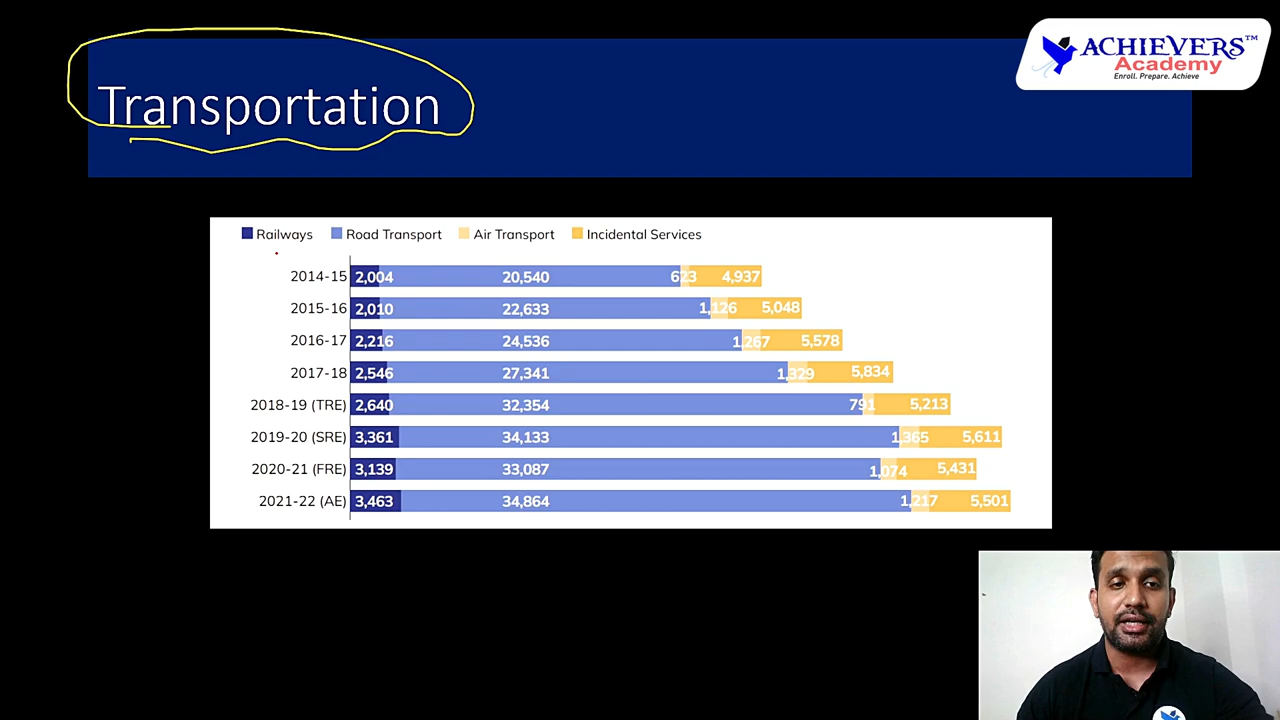 ACHIEVERS™
Academy
Enroll. Prepare. Achieve
Transportation
Railways Road Transport Air Transport Incidental Services
2014-15 2,004 20,540 623 4,937
2015-16 2,010 22,633 1,126 5,048
2016-17 2,216 24,536 1,267 5,578
2017-18 2,546 27,341 1,329 5,834
2018-19 (TRE) 2,640 32,354 791 5,213
2019-20 (SRE) 3,361 34,133 1,365 5,611
2020-21 (FRE) 3,139 33,087 1,074 5,431
2021-22 (AE) 3,463 34,864 1,217 5,501